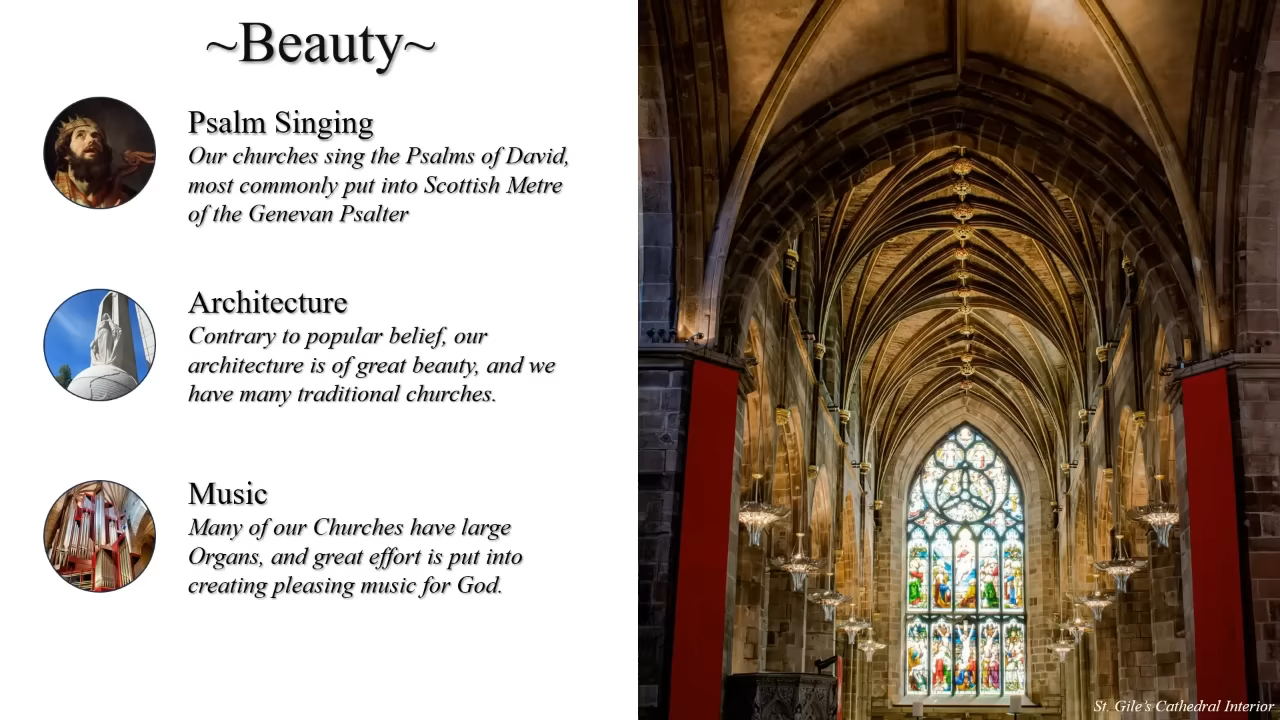 ~Beauty~
Psalm Singing
Our churches sing the Psalms of David,
most commonly put into Scottish Metre
of the Genevan Psalter
Architecture
Contrary to popular belief, our
architecture is of great beauty, and we
have many traditional churches.
Music
Many of our Churches have large
Organs, and great effort is put into
creating pleasing music for God.
St. Gile's Cathedral Interior